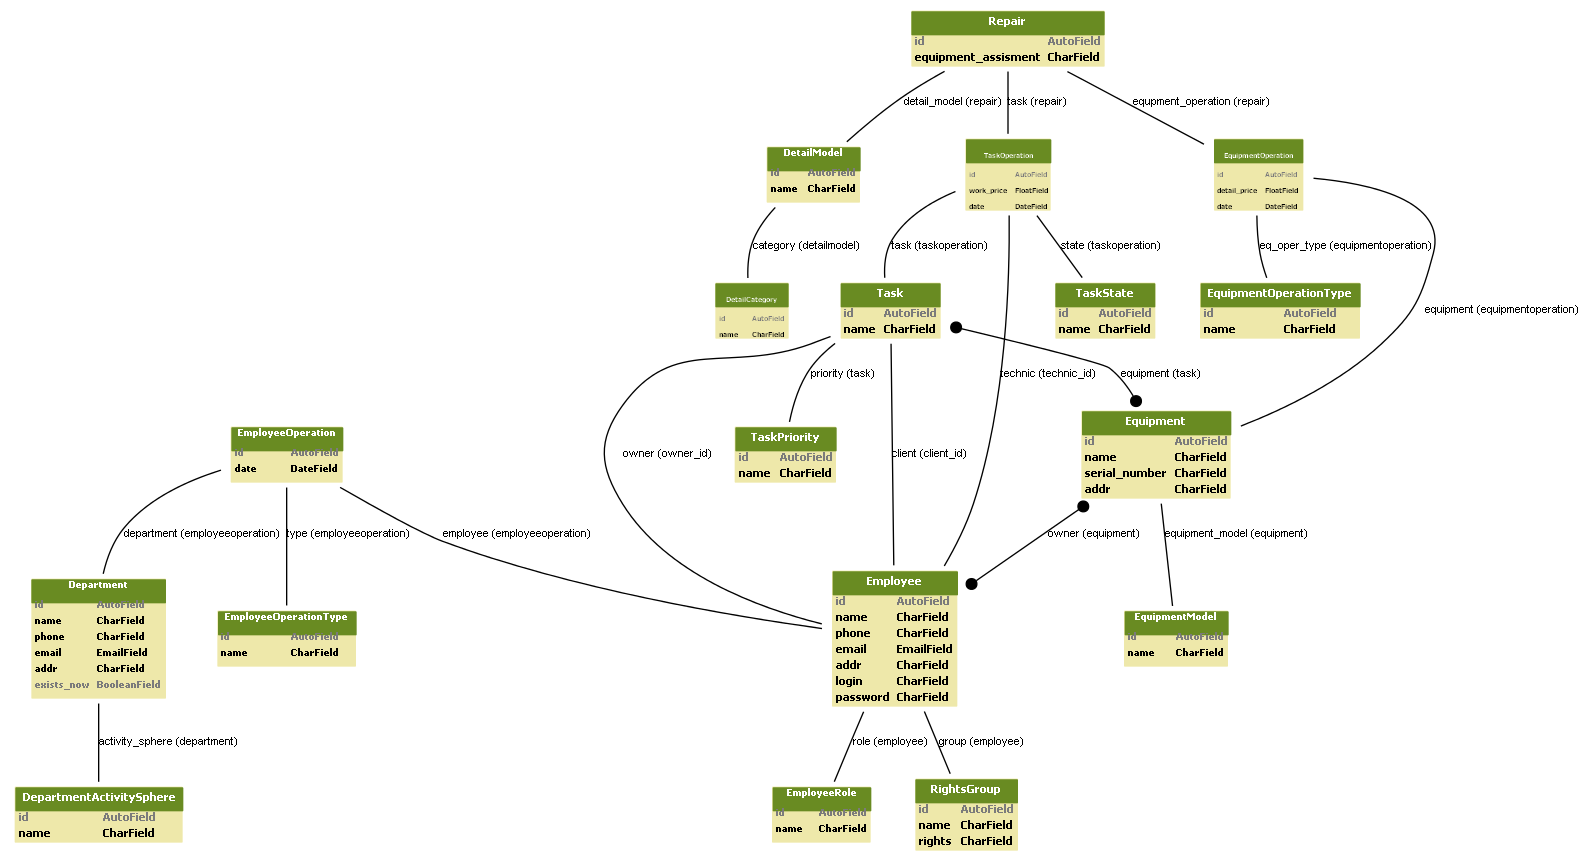 Repair
id AutoField
equipment_assisment CharField
detail_model (repair)
task (repair)
equpment_operation (repair)
DetailModel
id AutoField
name CharField
TaskOperation
id AutoField
work_price FloatField
date DateField
EquipmentOperation
id AutoField
detail_price FloatField
date DateField
category (detailmodel)
task (taskoperation)
state (taskoperation)
eq_oper_type (equipmentoperation)
DetailCategory
id AutoField
name CharField
Task
id AutoField
name CharField
TaskState
id AutoField
name CharField
EquipmentOperationType
id AutoField
name CharField
equipment (equipmentoperation)
priority (task)
technic (technic_id)
equipment (task)
EmployeeOperation
id AutoField
date DateField
owner (owner_id)
TaskPriority
id AutoField
name CharField
client (client_id)
Equipment
id AutoField
name CharField
serial_number CharField
addr CharField
department (employeeoperation)
type (employeeoperation)
employee (employeeoperation)
owner (equipment)
equipment_model (equipment)
Department
id AutoField
name CharField
phone CharField
email EmailField
addr CharField
exists_now BooleanField
EmployeeOperationType
id AutoField
name CharField
Employee
id AutoField
name CharField
phone CharField
email EmailField
addr CharField
login CharField
password CharField
EquipmentModel
id AutoField
name CharField
activity_sphere (department)
role (employee)
group (employee)
DepartmentActivitySphere
id AutoField
name CharField
EmployeeRole
id AutoField
name CharField
RightsGroup
id AutoField
name CharField
rights CharField